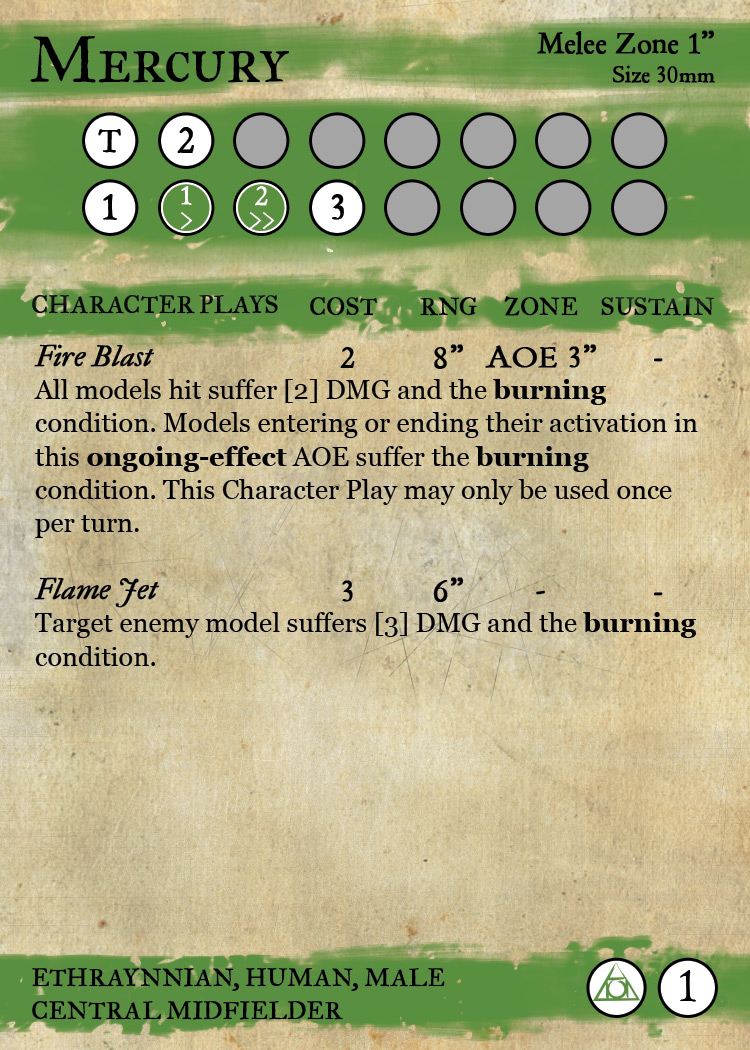 MERCURY
Melee Zone 1”
Size 30mm
T 2
1 1 > 2 >> 3
CHARACTER PLAYS COST RNG ZONE SUSTAIN
Fire Blast 2 8” AOE 3” -
All models hit suffer [2] DMG and the burning
condition. Models entering or ending their activation in
this ongoing-effect AOE suffer the burning
condition. This Character Play may only be used once
per turn.
Flame Jet 3 6” - -
Target enemy model suffers [3] DMG and the burning
condition.
ETHRAYNNIAN, HUMAN, MALE
CENTRAL MIDFIELDER
1